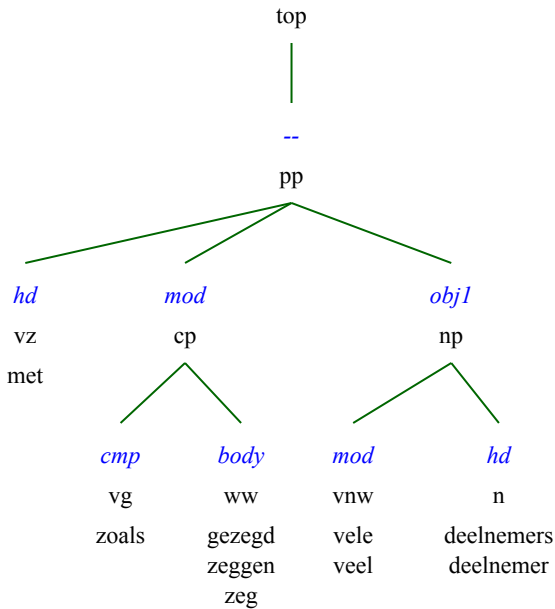 top
--
pp
hd mod obj1
vz cp np
met
cmp body mod hd
vg ww vnw n
zoals gezegd vele deelnemers
zeggen veel deelnemer
zeg